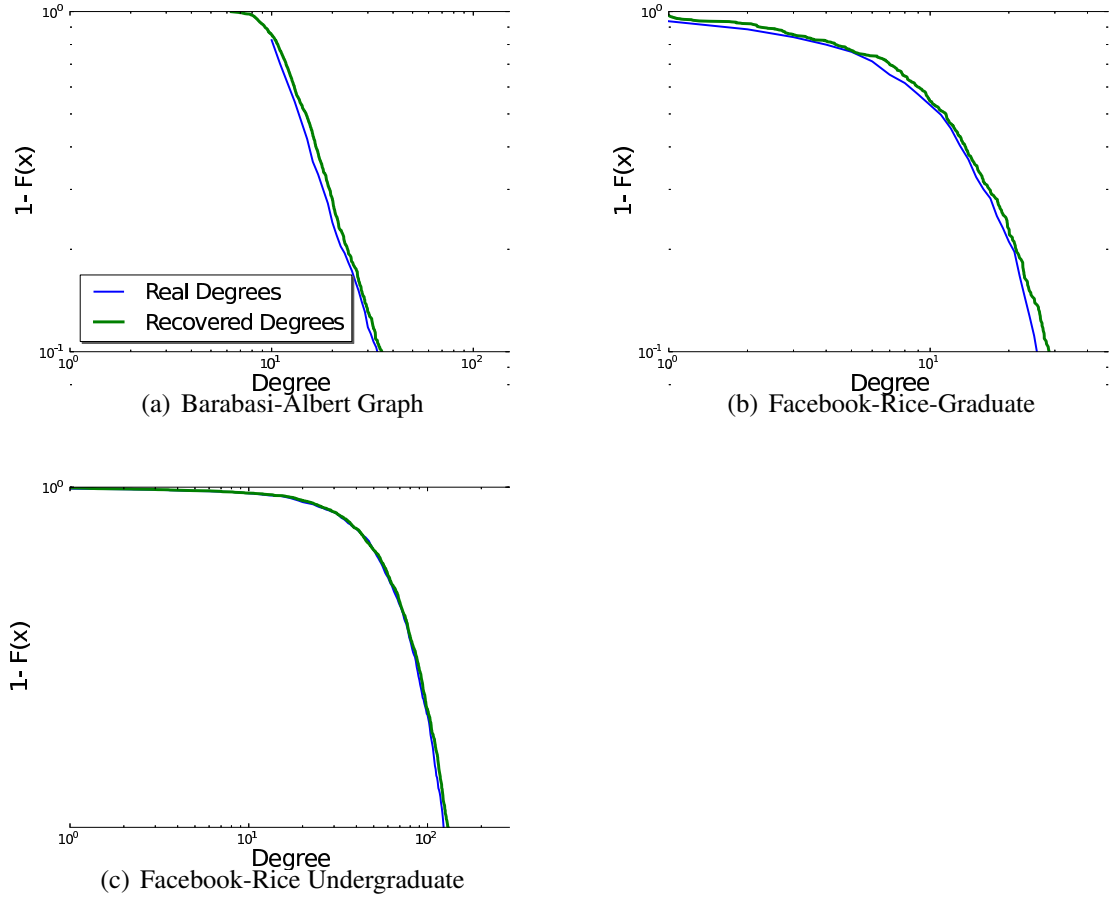 10⁰
1- F(x)
Real Degrees
Recovered Degrees
10⁻¹
10⁰ 10¹ 10²
Degree
(a) Barabasi-Albert Graph
10⁰
1- F(x)
10⁻¹
10⁰ 10¹
Degree
(b) Facebook-Rice-Graduate
10⁰
1- F(x)
10⁰ 10¹ 10²
Degree
(c) Facebook-Rice Undergraduate